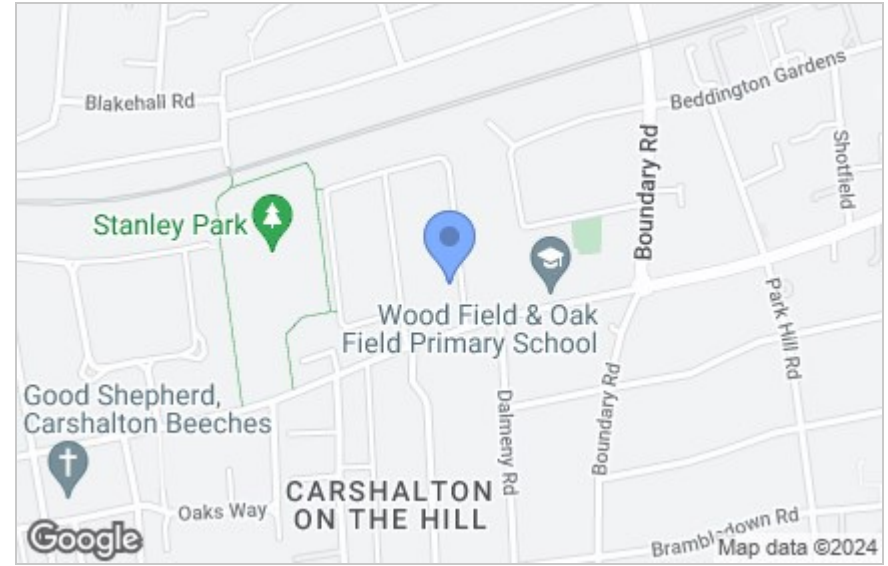 Blakehall Rd
Beddington Gardens
Shotfield
Boundary Rd
Stanley Park
Wood Field & Oak
Field Primary School
Park Hill Rd
Good Shepherd,
Carshalton Beeches
Dalmeny Rd
Boundary Rd
CARSHALTON
ON THE HILL
Oaks Way
Brambledown Rd
Google
Map data ©2024